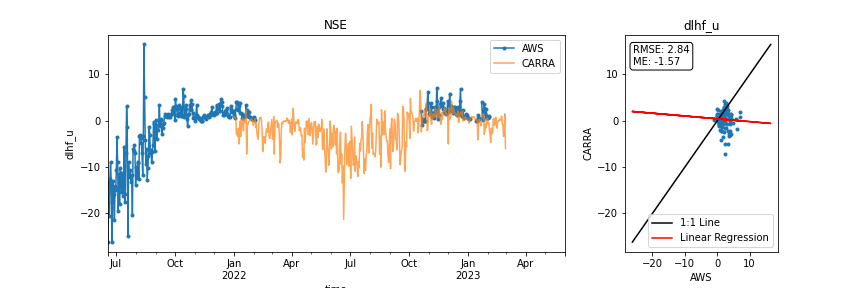 NSE
dlhf_u
10
0
−10
−20
Jul
Oct
Jan
2022
Apr
Jul
Oct
Jan
2023
Apr
AWS
CARRA
dlhf_u
RMSE: 2.84
ME: -1.57
CARRA
10
0
−10
−20
1:1 Line
Linear Regression
−20
−10
0
10
AWS